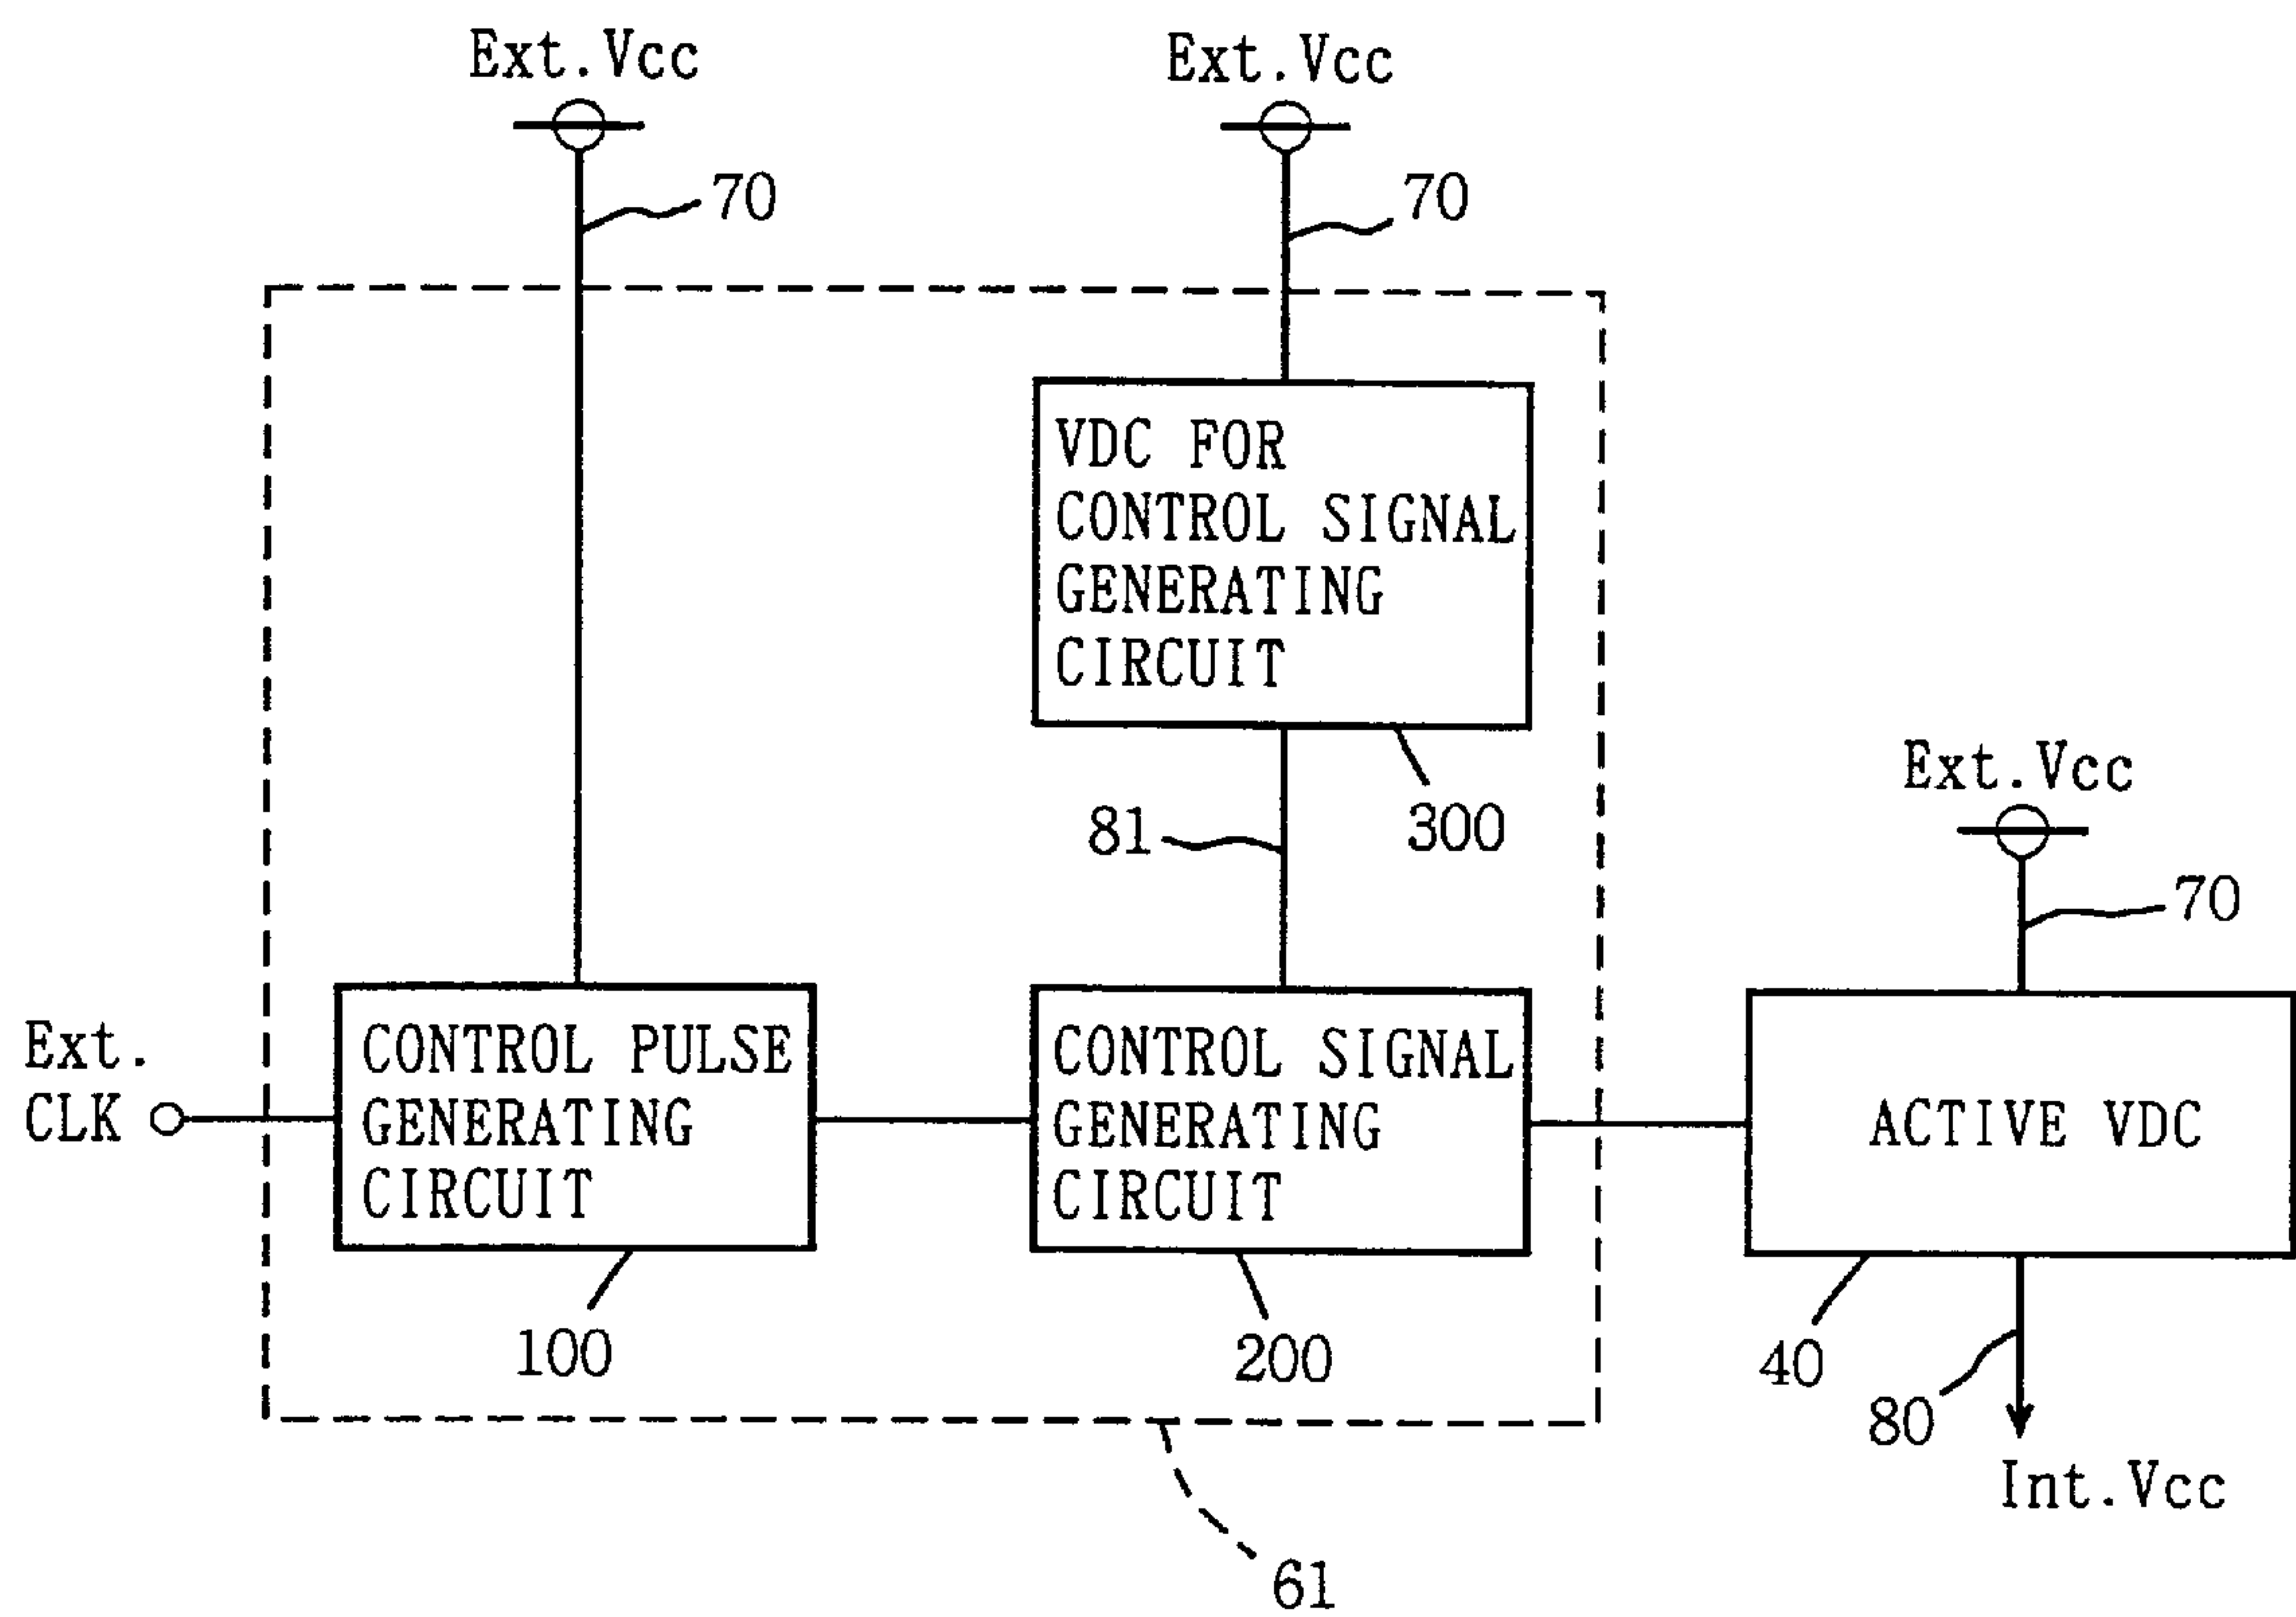 Ext.Vcc
Ext.Vcc
70
70
VDC FOR
CONTROL SIGNAL
GENERATING
CIRCUIT
300
81
Ext.Vcc
70
Ext.
CLK
CONTROL PULSE
GENERATING
CIRCUIT
100
CONTROL SIGNAL
GENERATING
CIRCUIT
200
ACTIVE VDC
40
80
Int.Vcc
61